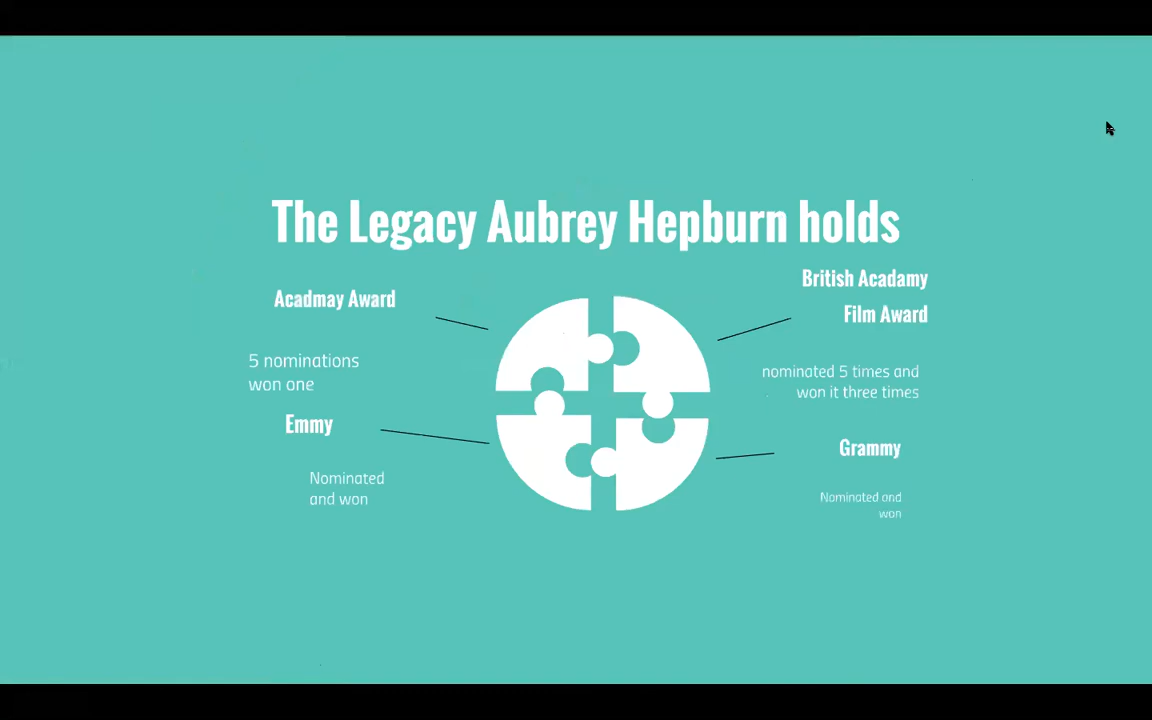 The Legacy Aubrey Hepburn holds
Acadmay Award
5 nominations
won one
Emmy
Nominated
and won
British Acadamy
Film Award
nominated 5 times and
won it three times
Grammy
Nominated and
won